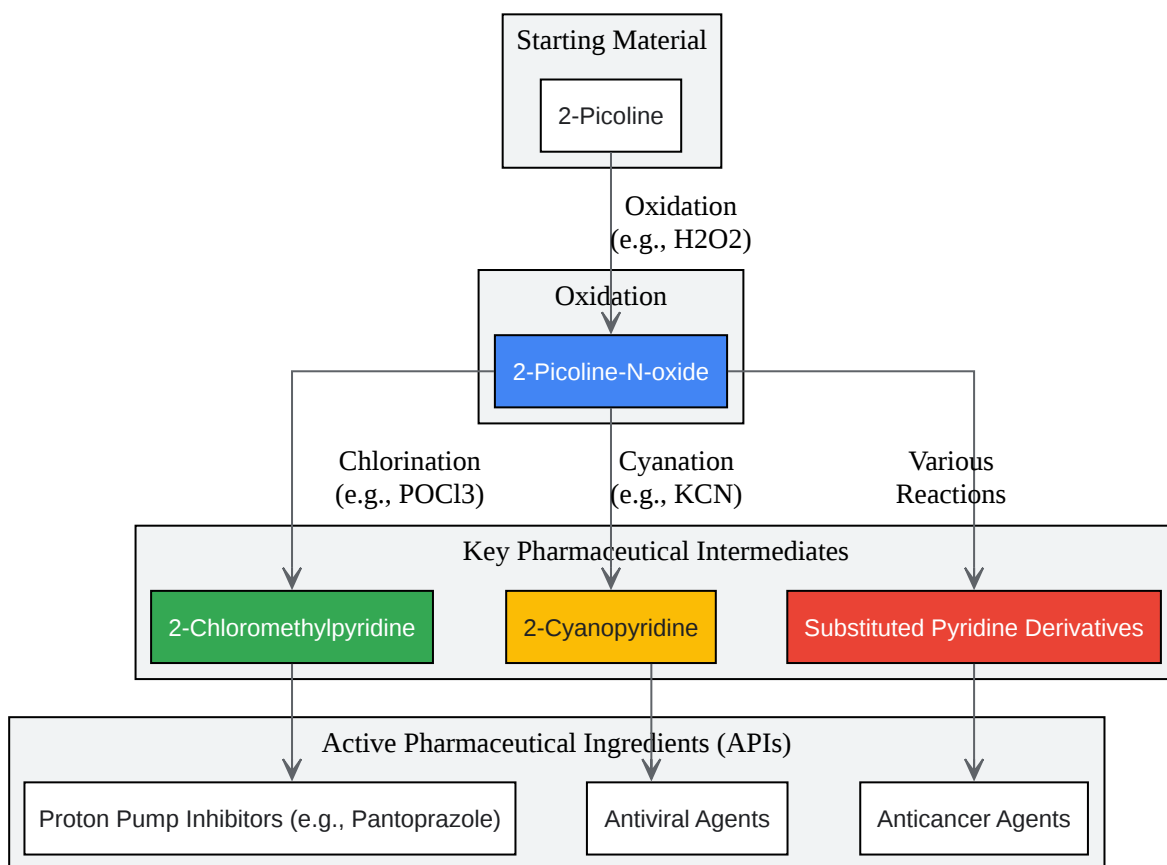 Starting Material
2-Picoline
Oxidation
(e.g., H2O2)
Oxidation
2-Picoline-N-oxide
Chlorination
(e.g., POCl3)
Cyanation
(e.g., KCN)
Various
Reactions
Key Pharmaceutical Intermediates
2-Chloromethylpyridine
2-Cyanopyridine
Substituted Pyridine Derivatives
Active Pharmaceutical Ingredients (APIs)
Proton Pump Inhibitors (e.g., Pantoprazole)
Antiviral Agents
Anticancer Agents